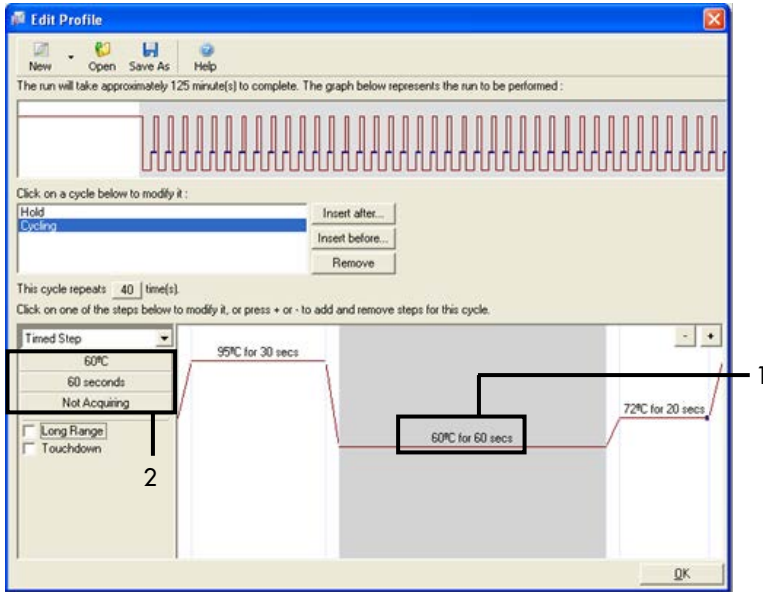 Edit Profile
New Open Save As Help
The run will take approximately 125 minute(s) to complete. The graph below represents the run to be performed :
Click on a cycle below to modify it :
Hold
Cycling
Insert after...
Insert before...
Remove
This cycle repeats 40 time(s).
Click on one of the steps below to modify it, or press + or - to add and remove steps for this cycle.
Timed Step
- +
60ºC
60 seconds
Not Acquiring
Long Range
Touchdown
95ºC for 30 secs
60ºC for 60 secs
72ºC for 20 secs
1
2
OK